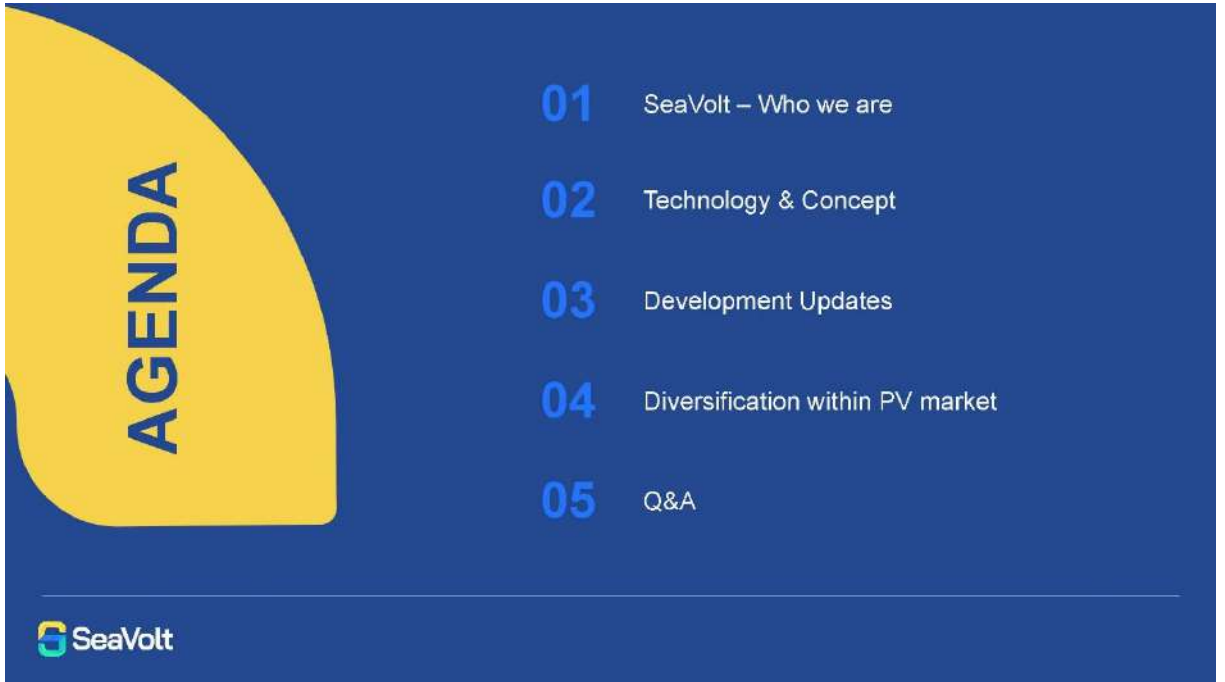 AGENDA
01 SeaVolt – Who we are
02 Technology & Concept
03 Development Updates
04 Diversification within PV market
05 Q&A
SeaVolt